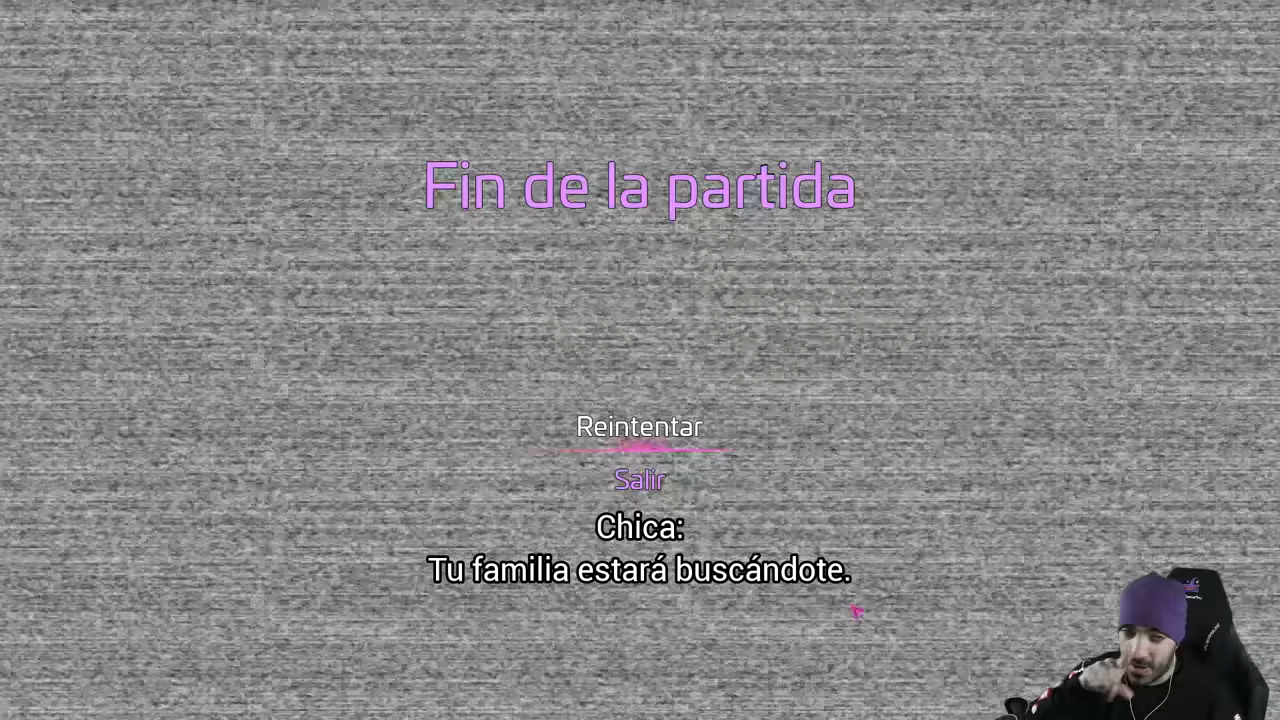 Fin de la partida
Reintentar
Salir
Chica:
Tu familia estará buscándote.